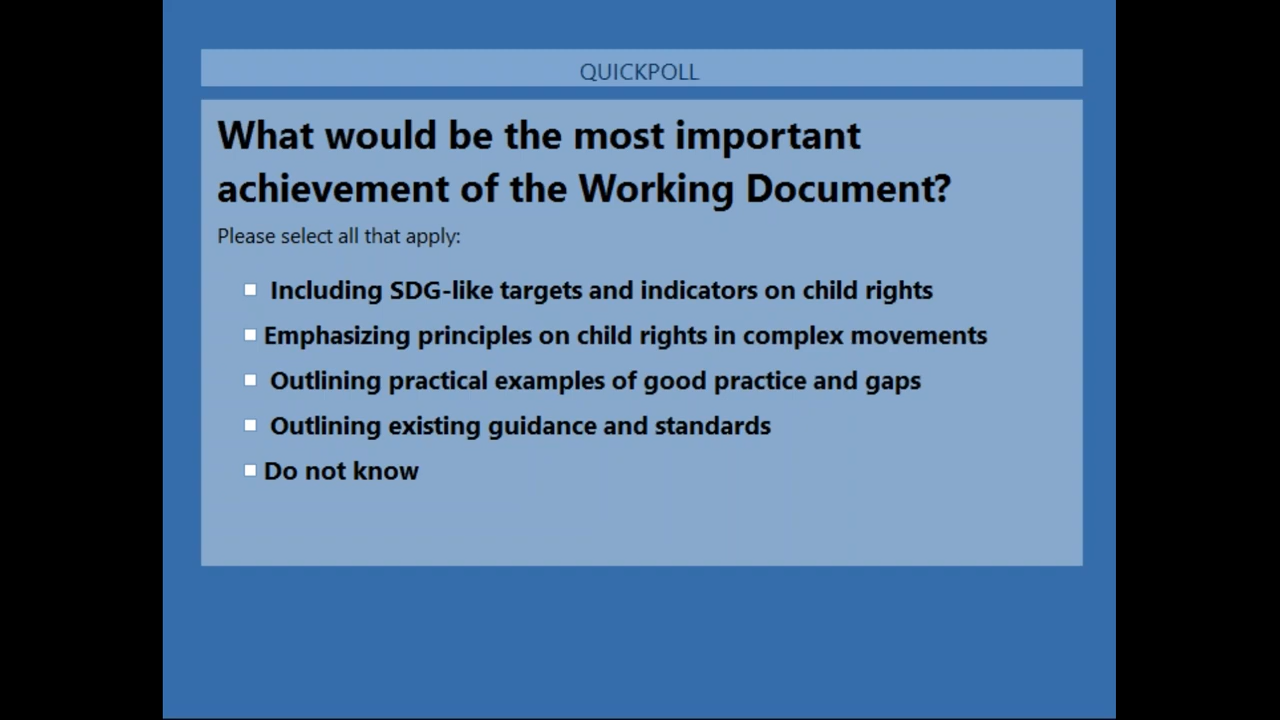 QUICKPOLL
What would be the most important
achievement of the Working Document?
Please select all that apply:
Including SDG-like targets and indicators on child rights
Emphasizing principles on child rights in complex movements
Outlining practical examples of good practice and gaps
Outlining existing guidance and standards
Do not know